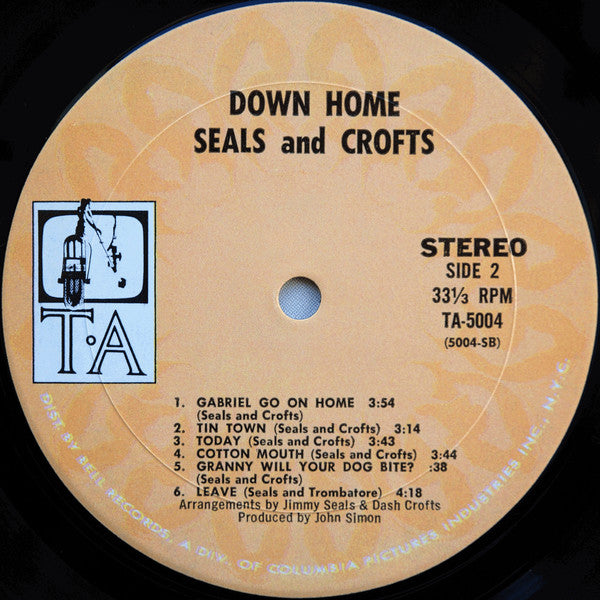 DOWN HOME
SEALS and CROFTS
T·A
STEREO
SIDE 2
33⅓ RPM
TA-5004
(5004-SB)
1. GABRIEL GO ON HOME 3:54
(Seals and Crofts)
2. TIN TOWN (Seals and Crofts) 3:14
3. TODAY (Seals and Crofts) 3:43
4. COTTON MOUTH (Seals and Crofts) 3:44
5. GRANNY WILL YOUR DOG BITE? :38
(Seals and Crofts)
6. LEAVE (Seals and Trombatore) 4:18
Arrangements by Jimmy Seals & Dash Crofts
Produced by John Simon
DIST. BY BELL RECORDS, A DIV. OF COLUMBIA PICTURES INDUSTRIES INC., N.Y.C.